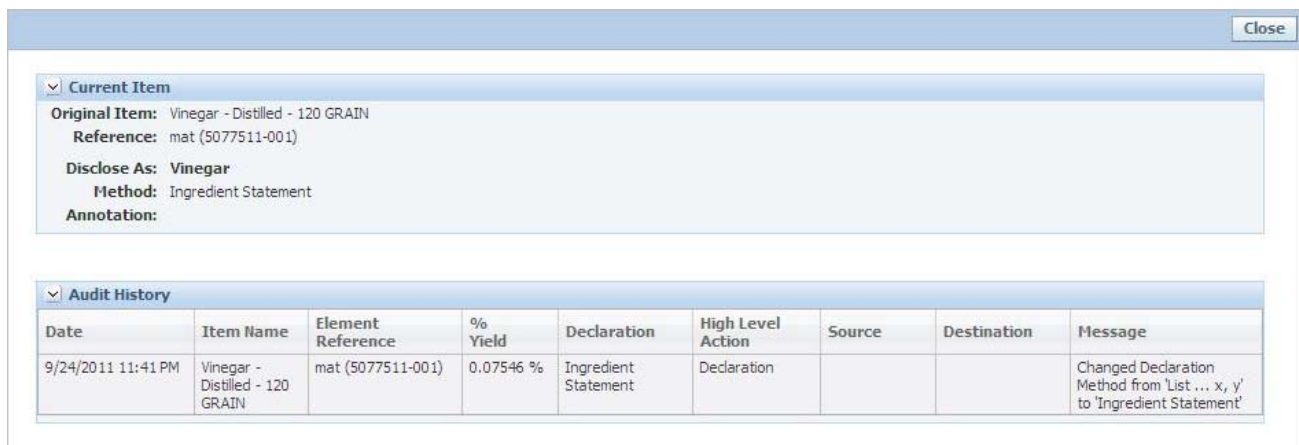 Close
Current Item
Original Item: Vinegar - Distilled - 120 GRAIN
Reference: mat (5077511-001)
Disclose As: Vinegar
Method: Ingredient Statement
Annotation:
Audit History
Date Item Name Element Reference % Yield Declaration High Level Action Source Destination Message
9/24/2011 11:41 PM Vinegar - Distilled - 120 GRAIN mat (5077511-001) 0.07546 % Ingredient Statement Declaration Changed Declaration Method from 'List ... x, y' to 'Ingredient Statement'